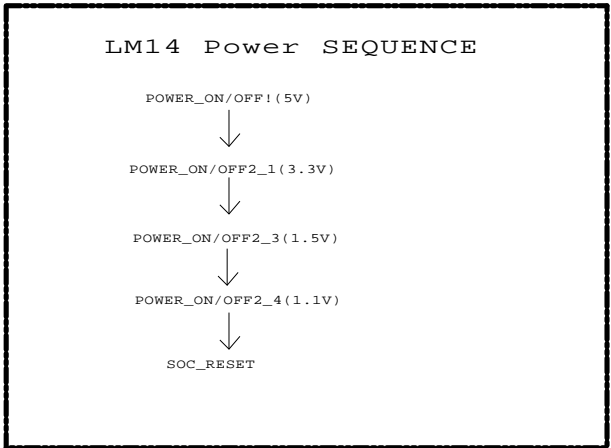 LM14 Power SEQUENCE
POWER_ON/OFF!(5V)
POWER_ON/OFF2_1(3.3V)
POWER_ON/OFF2_3(1.5V)
POWER_ON/OFF2_4(1.1V)
SOC_RESET